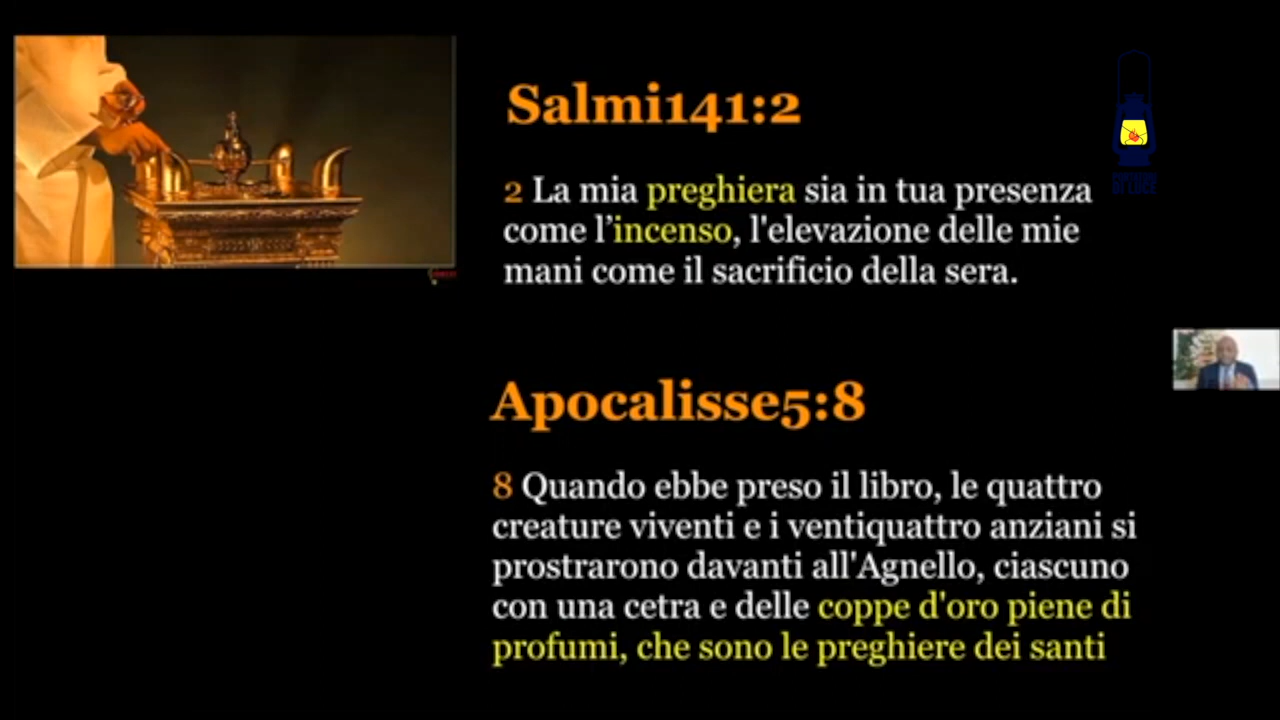 Salmi141:2
2 La mia preghiera sia in tua presenza
come l’incenso, l'elevazione delle mie
mani come il sacrificio della sera.
Apocalisse5:8
8 Quando ebbe preso il libro, le quattro
creature viventi e i ventiquattro anziani si
prostrarono davanti all'Agnello, ciascuno
con una cetra e delle coppe d'oro piene di
profumi, che sono le preghiere dei santi
DI LUCE